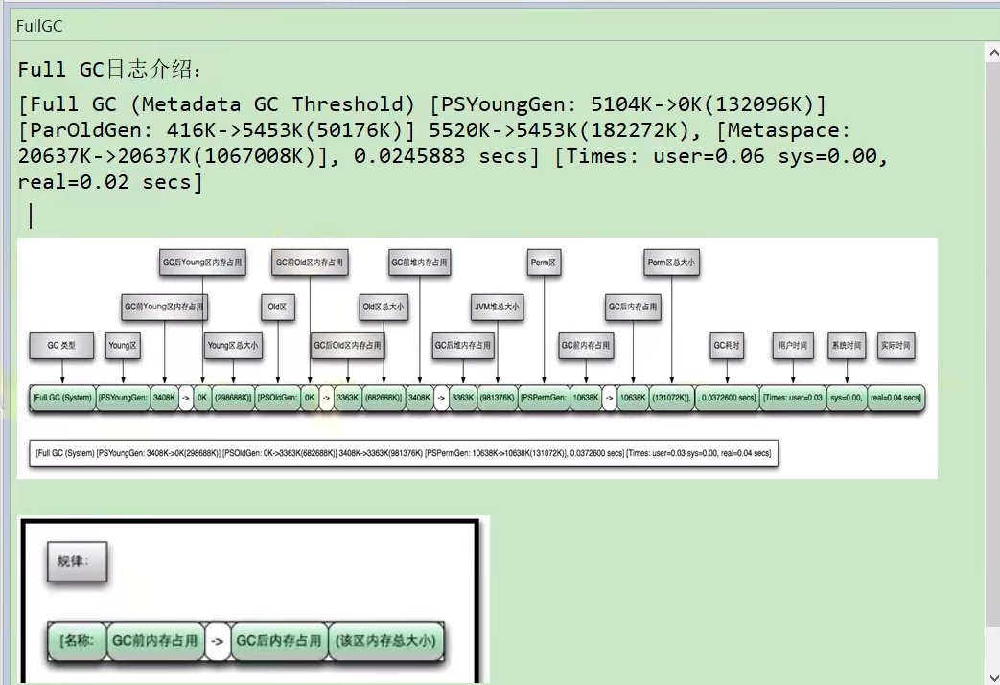 FullGC
Full GC日志介绍：
[Full GC (Metadata GC Threshold) [PSYoungGen: 5104K->0K(132096K)]
[ParOldGen: 416K->5453K(50176K)] 5520K->5453K(182272K), [Metaspace:
20637K->20637K(1067008K)], 0.0245883 secs] [Times: user=0.06 sys=0.00,
real=0.02 secs]
GC后Young区内存占用 GC前Old区内存占用 GC前堆内存占用 Perm区 Perm区总大小
GC前Young区内存占用 Old区 Old区总大小 JVM堆总大小 GC后内存占用
GC 类型 Young区 Young区总大小 GC后Old区内存占用 GC后堆内存占用 GC前内存占用 GC耗时 用户时间 系统时间 实际时间
[Full GC (System) [PSYoungGen: 3408K -> 0K (298688K)] [PSOldGen: 0K -> 3363K (682688K)] 3408K -> 3363K (981376K) [PSPermGen: 10638K -> 10638K (131072K)], , 0.0372600 secs] [Times: user=0.03 sys=0.00, real=0.04 secs]
[Full GC (System) [PSYoungGen: 3408K->0K(298688K)] [PSOldGen: 0K->3363K(682688K)] 3408K->3363K(981376K) [PSPermGen: 10638K->10638K(131072K)], 0.0372600 secs] [Times: user=0.03 sys=0.00, real=0.04 secs]
规律：
[名称: GC前内存占用 -> GC后内存占用 (该区内存总大小)